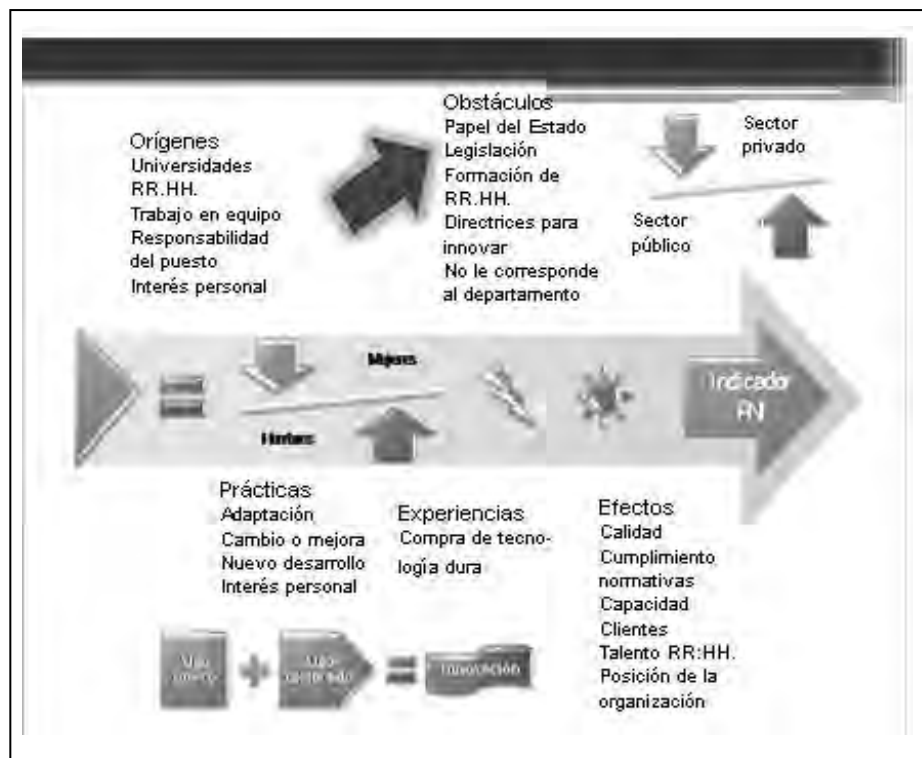 Orígenes
Universidades
RR.HH.
Trabajo en equipo
Responsabilidad
del puesto
Interés personal
Obstáculos
Papel del Estado
Legislación
Formación de
RR.HH.
Directrices para
innovar
No le corresponde
al departamento
Sector
privado
Sector
público
Indicador
Prácticas
Adaptación
Cambio o mejora
Nuevo desarrollo
Interés personal
Experiencias
Compra de tecno-
logía dura
Efectos
Calidad
Cumplimiento
normativas
Capacidad
Clientes
Talento RR:HH.
Posición de la
organización
+
=
Innovación